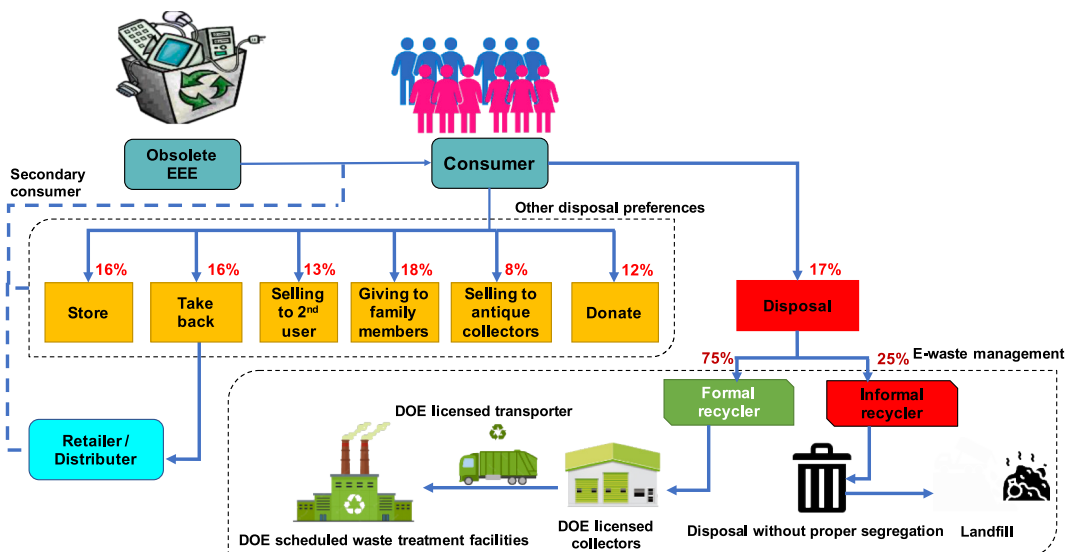 Obsolete
EEE
Consumer
Secondary
consumer
Other disposal preferences
16%
16%
13%
18%
8%
12%
17%
Store
Take
back
Selling
to 2nd
user
Giving to
family
members
Selling to
antique
collectors
Donate
Disposal
75%
25%
E-waste management
Formal
recycler
Informal
recycler
Retailer /
Distributer
DOE licensed transporter
DOE scheduled waste treatment facilities
DOE licensed
collectors
Disposal without proper segregation
Landfill